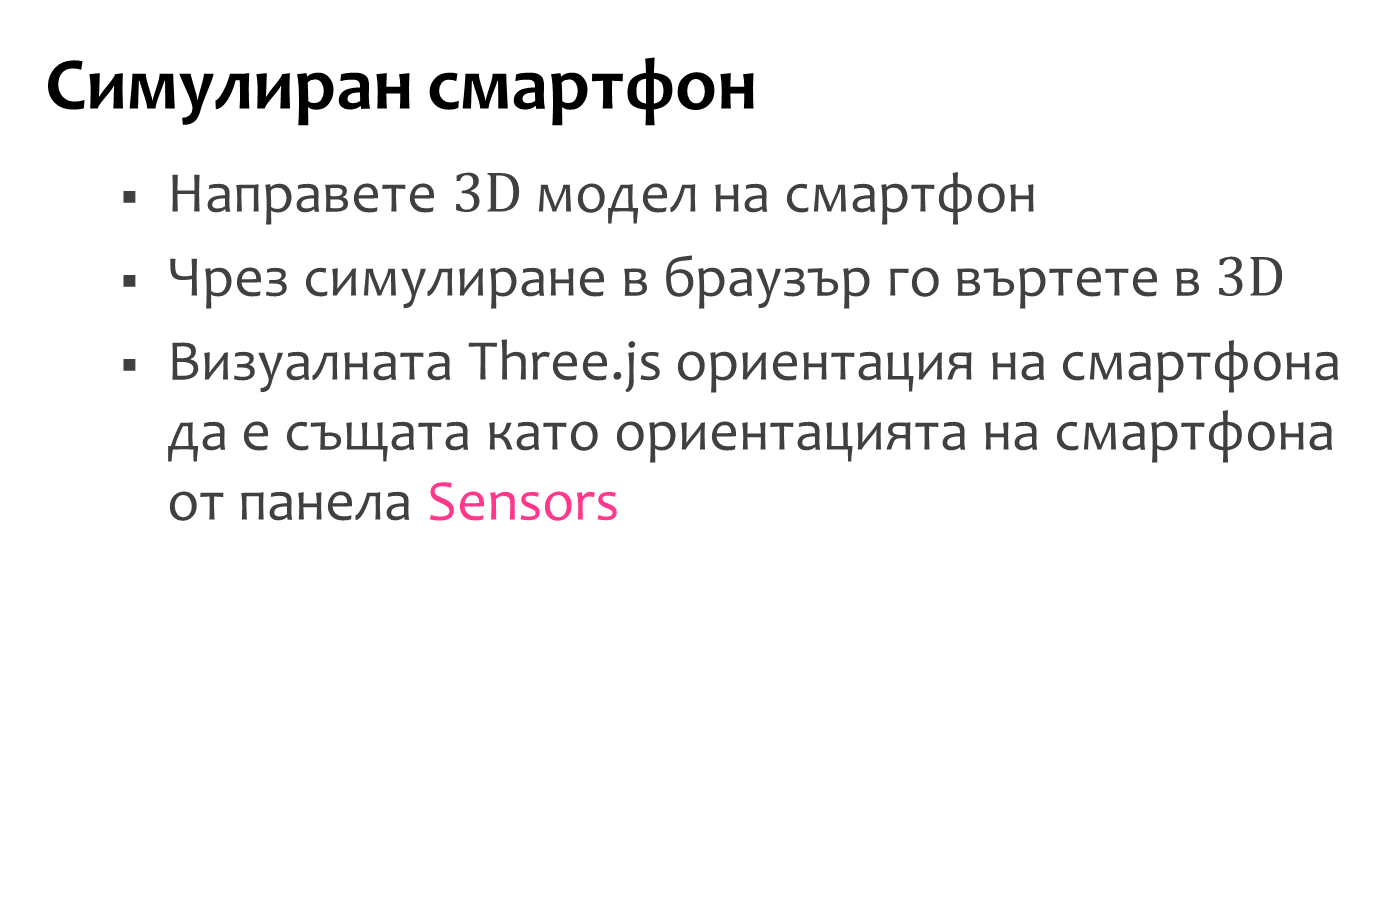 Симулиран смартфон
▪ Направете 3D модел на смартфон
▪ Чрез симулиране в браузър го въртете в 3D
▪ Визуалната Three.js ориентация на смартфона
да е същата като ориентацията на смартфона
от панела Sensors